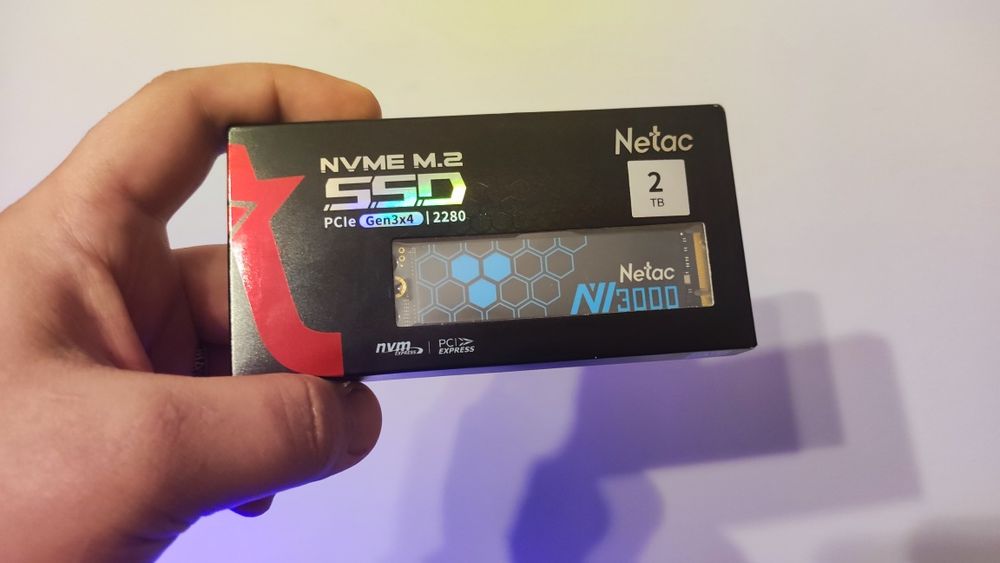 NVME M.2
SSD
PCIe Gen3x4 | 2280
Netac
2
TB
Netac
NV3000
nvm
EXPRESS
PCI
EXPRESS